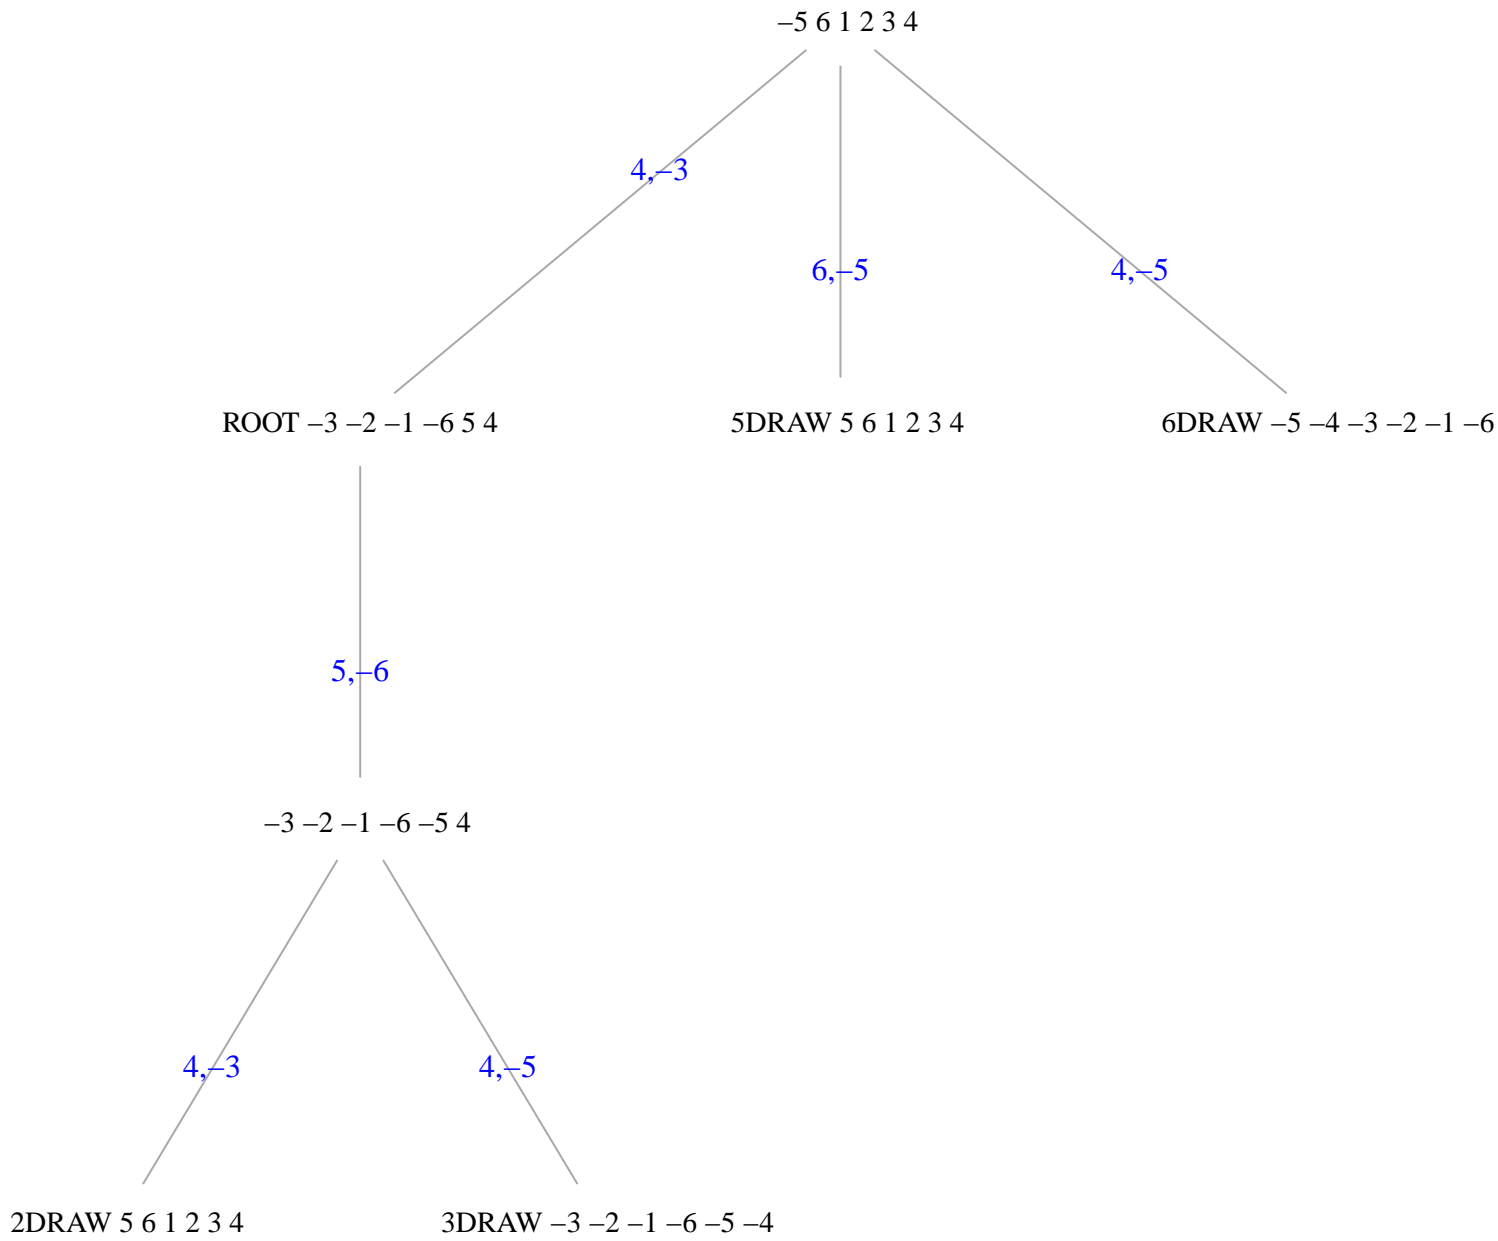 –5 6 1 2 3 4
4,–3
6,–5
4,–5
ROOT –3 –2 –1 –6 5 4
5DRAW 5 6 1 2 3 4
6DRAW –5 –4 –3 –2 –1 –6
5,–6
–3 –2 –1 –6 –5 4
4,–3
4,–5
2DRAW 5 6 1 2 3 4
3DRAW –3 –2 –1 –6 –5 –4